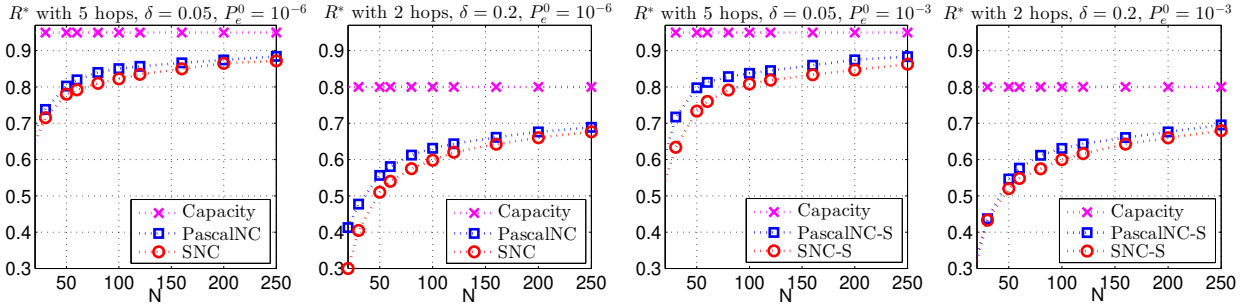 R* with 5 hops, δ = 0.05, P_e^0 = 10^-6
0.9
0.8
0.7
0.6
0.5
0.4
0.3
50 100 150 200 250
N
Capacity
PascalNC
SNC
R* with 2 hops, δ = 0.2, P_e^0 = 10^-6
0.9
0.8
0.7
0.6
0.5
0.4
0.3
50 100 150 200 250
N
Capacity
PascalNC
SNC
R* with 5 hops, δ = 0.05, P_e^0 = 10^-3
0.9
0.8
0.7
0.6
0.5
0.4
0.3
50 100 150 200 250
N
Capacity
PascalNC-S
SNC-S
R* with 2 hops, δ = 0.2, P_e^0 = 10^-3
0.9
0.8
0.7
0.6
0.5
0.4
0.3
50 100 150 200 250
N
Capacity
PascalNC-S
SNC-S